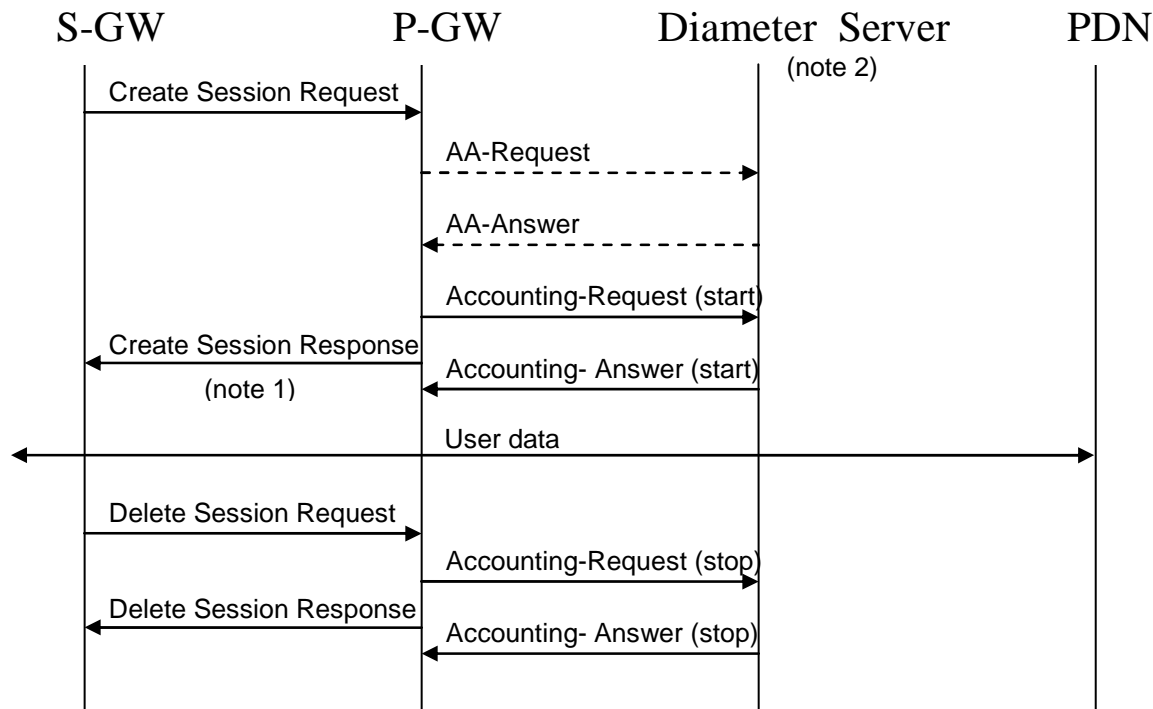 S-GW P-GW Diameter Server PDN
(note 2)
Create Session Request
AA-Request
AA-Answer
Accounting-Request (start)
Create Session Response
Accounting- Answer (start)
(note 1)
User data
Delete Session Request
Accounting-Request (stop)
Delete Session Response
Accounting- Answer (stop)